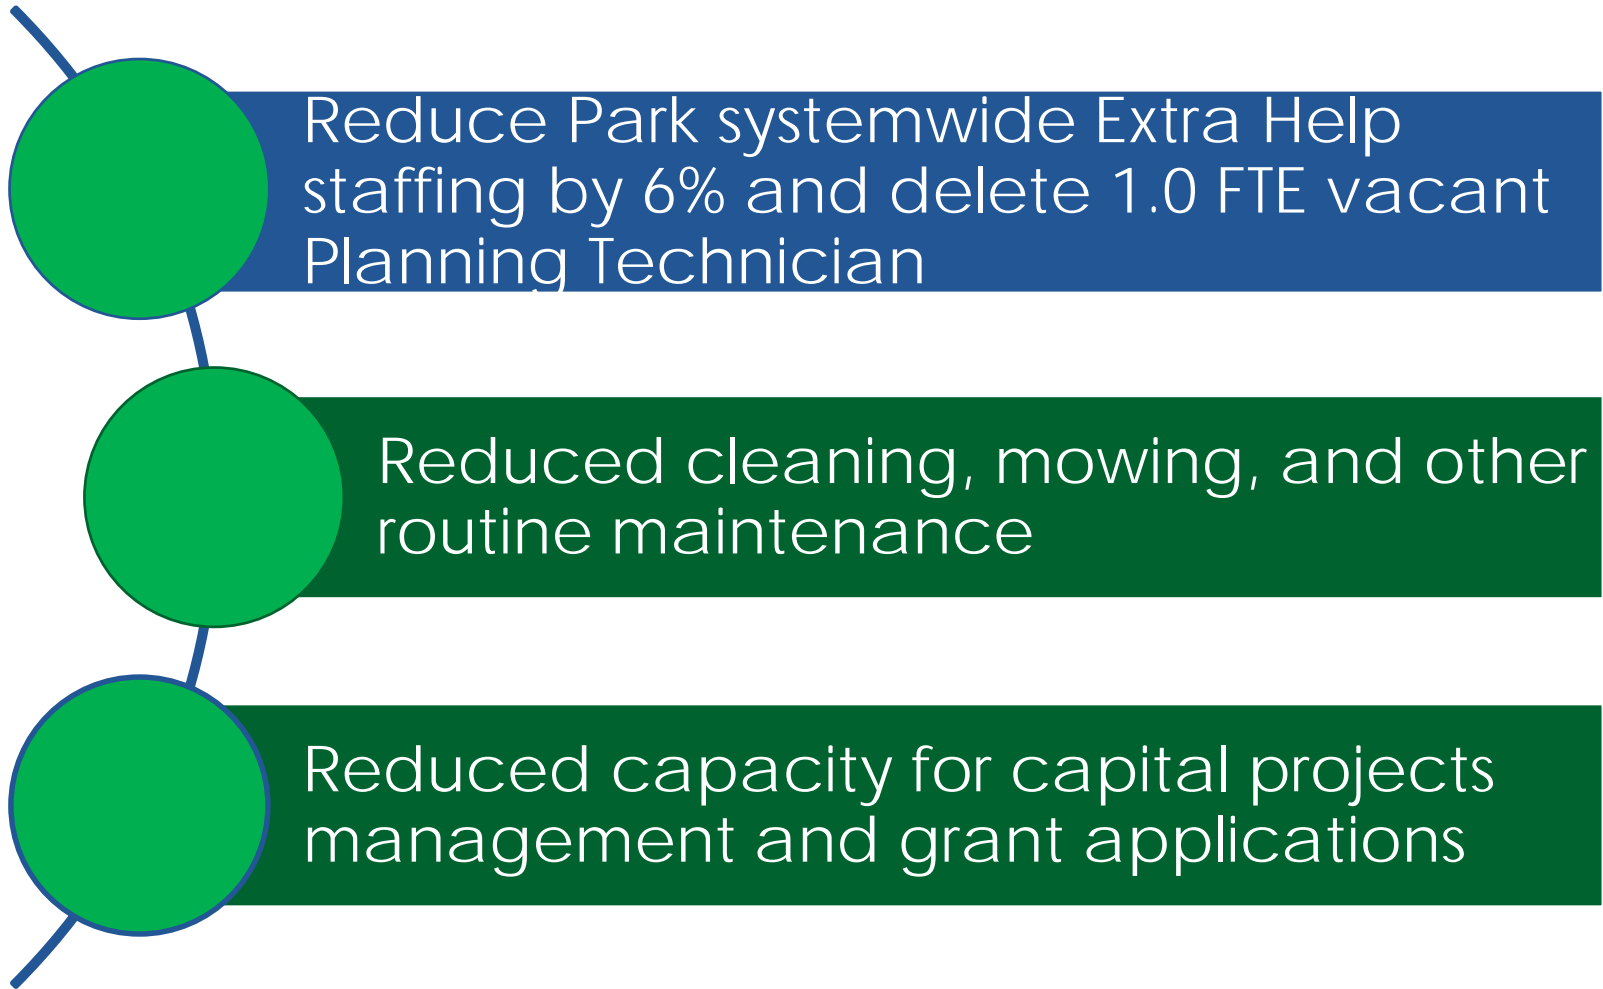 Reduce Park systemwide Extra Help
staffing by 6% and delete 1.0 FTE vacant
Planning Technician
Reduced cleaning, mowing, and other
routine maintenance
Reduced capacity for capital projects
management and grant applications